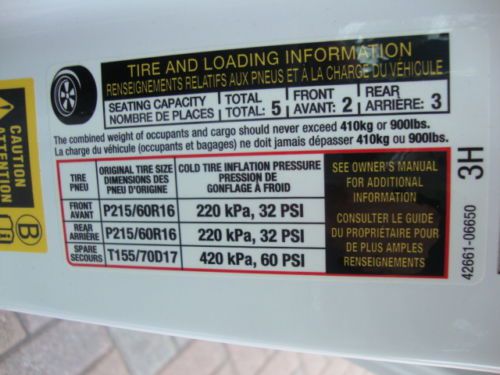 TIRE AND LOADING INFORMATION
RENSEIGNEMENTS RELATIFS AUX PNEUS ET À LA CHARGE DU VÉHICULE
SEATING CAPACITY TOTAL FRONT REAR
NOMBRE DE PLACES TOTAL: 5 AVANT: 2 ARRIÈRE: 3
The combined weight of occupants and cargo should never exceed 410kg or 900lbs.
La charge du véhicule (occupants et bagages) ne doit jamais dépasser 410kg ou 900lbs.
TIRE
PNEU
ORIGINAL TIRE SIZE
DIMENSIONS DES
PNEU D'ORIGINE
COLD TIRE INFLATION PRESSURE
PRESSION DE
GONFLAGE À FROID
FRONT
AVANT
P215/60R16
220 kPa, 32 PSI
REAR
ARRIÈRE
P215/60R16
220 kPa, 32 PSI
SPARE
SECOURS
T155/70D17
420 kPa, 60 PSI
SEE OWNER'S MANUAL
FOR ADDITIONAL
INFORMATION
CONSULTER LE GUIDE
DU PROPRIÉTAIRE POUR
DE PLUS AMPLES
RENSEIGNEMENTS
3H
42661-06650
CAUTION
ATTENTION
B